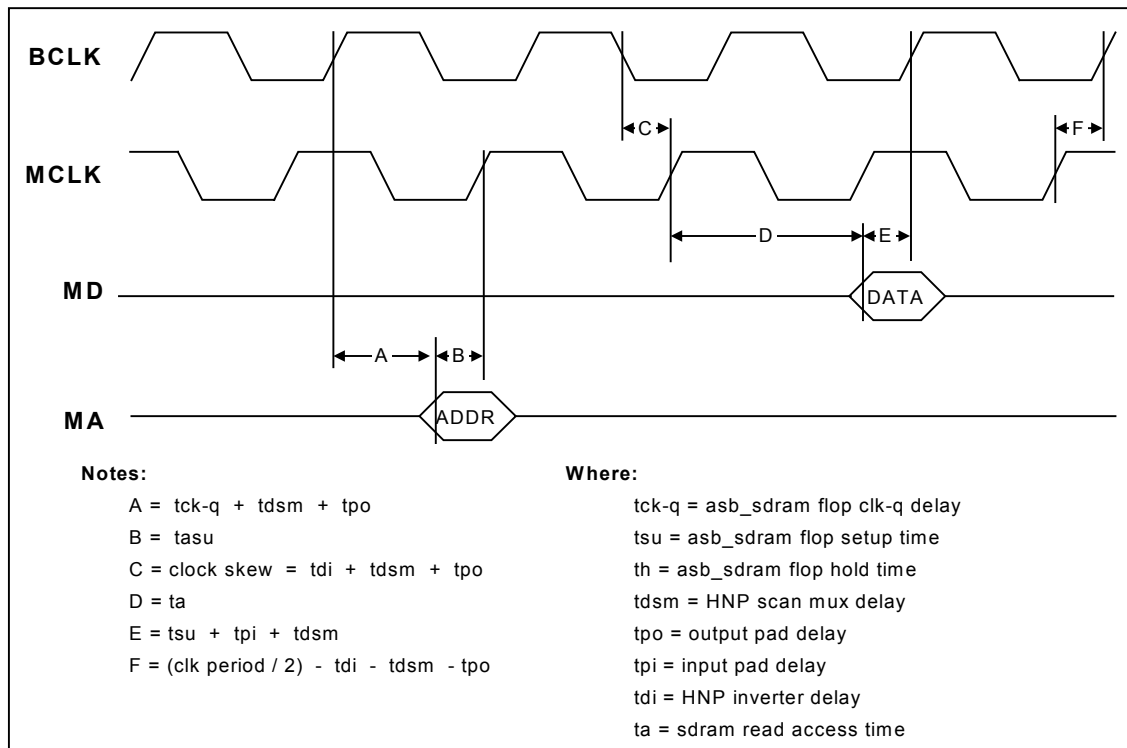 BCLK
C
F
MCLK
D
E
MD
DATA
A
B
MA
ADDR
Notes:
A = tck-q + tdsm + tpo
B = tasu
C = clock skew = tdi + tdsm + tpo
D = ta
E = tsu + tpi + tdsm
F = (clk period / 2) - tdi - tdsm - tpo
Where:
tck-q = asb_sdram flop clk-q delay
tsu = asb_sdram flop setup time
th = asb_sdram flop hold time
tdsm = HNP scan mux delay
tpo = output pad delay
tpi = input pad delay
tdi = HNP inverter delay
ta = sdram read access time